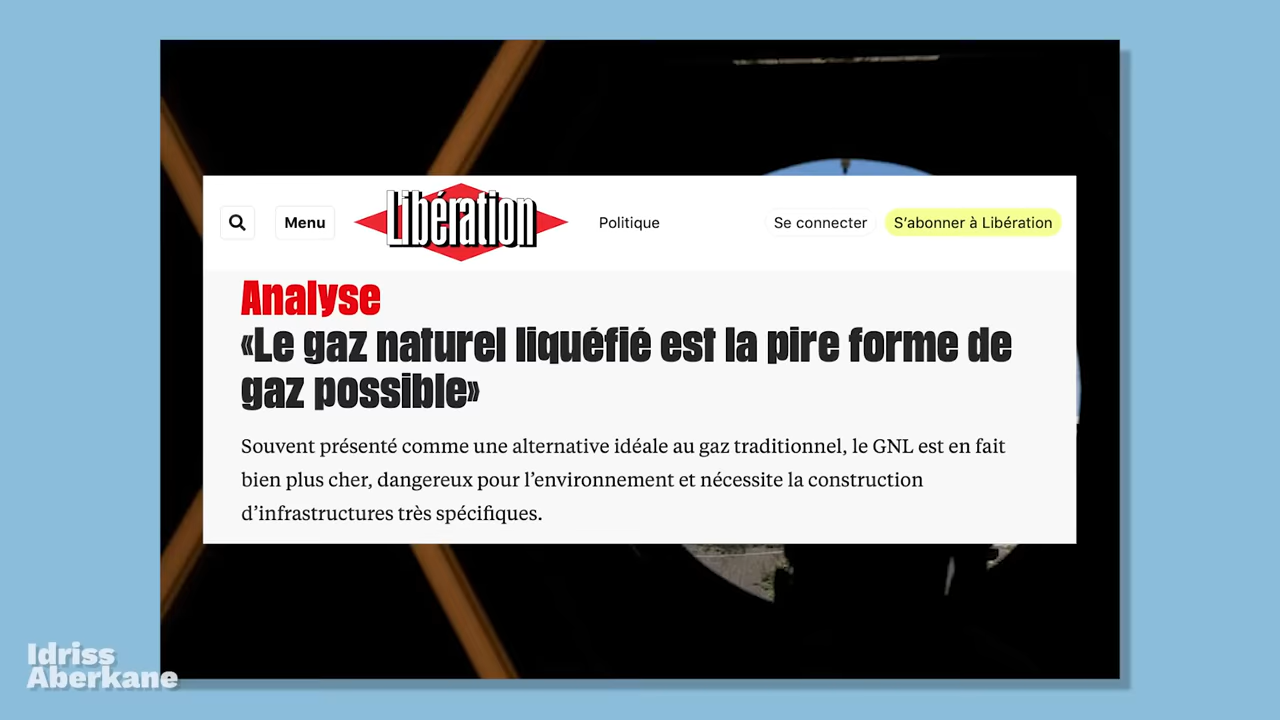 Menu
Libération
Politique
Se connecter
S’abonner à Libération
Analyse
«Le gaz naturel liquéfié est la pire forme de
gaz possible»
Souvent présenté comme une alternative idéale au gaz traditionnel, le GNL est en fait
bien plus cher, dangereux pour l’environnement et nécessite la construction
d’infrastructures très spécifiques.
Idriss
Aberkane